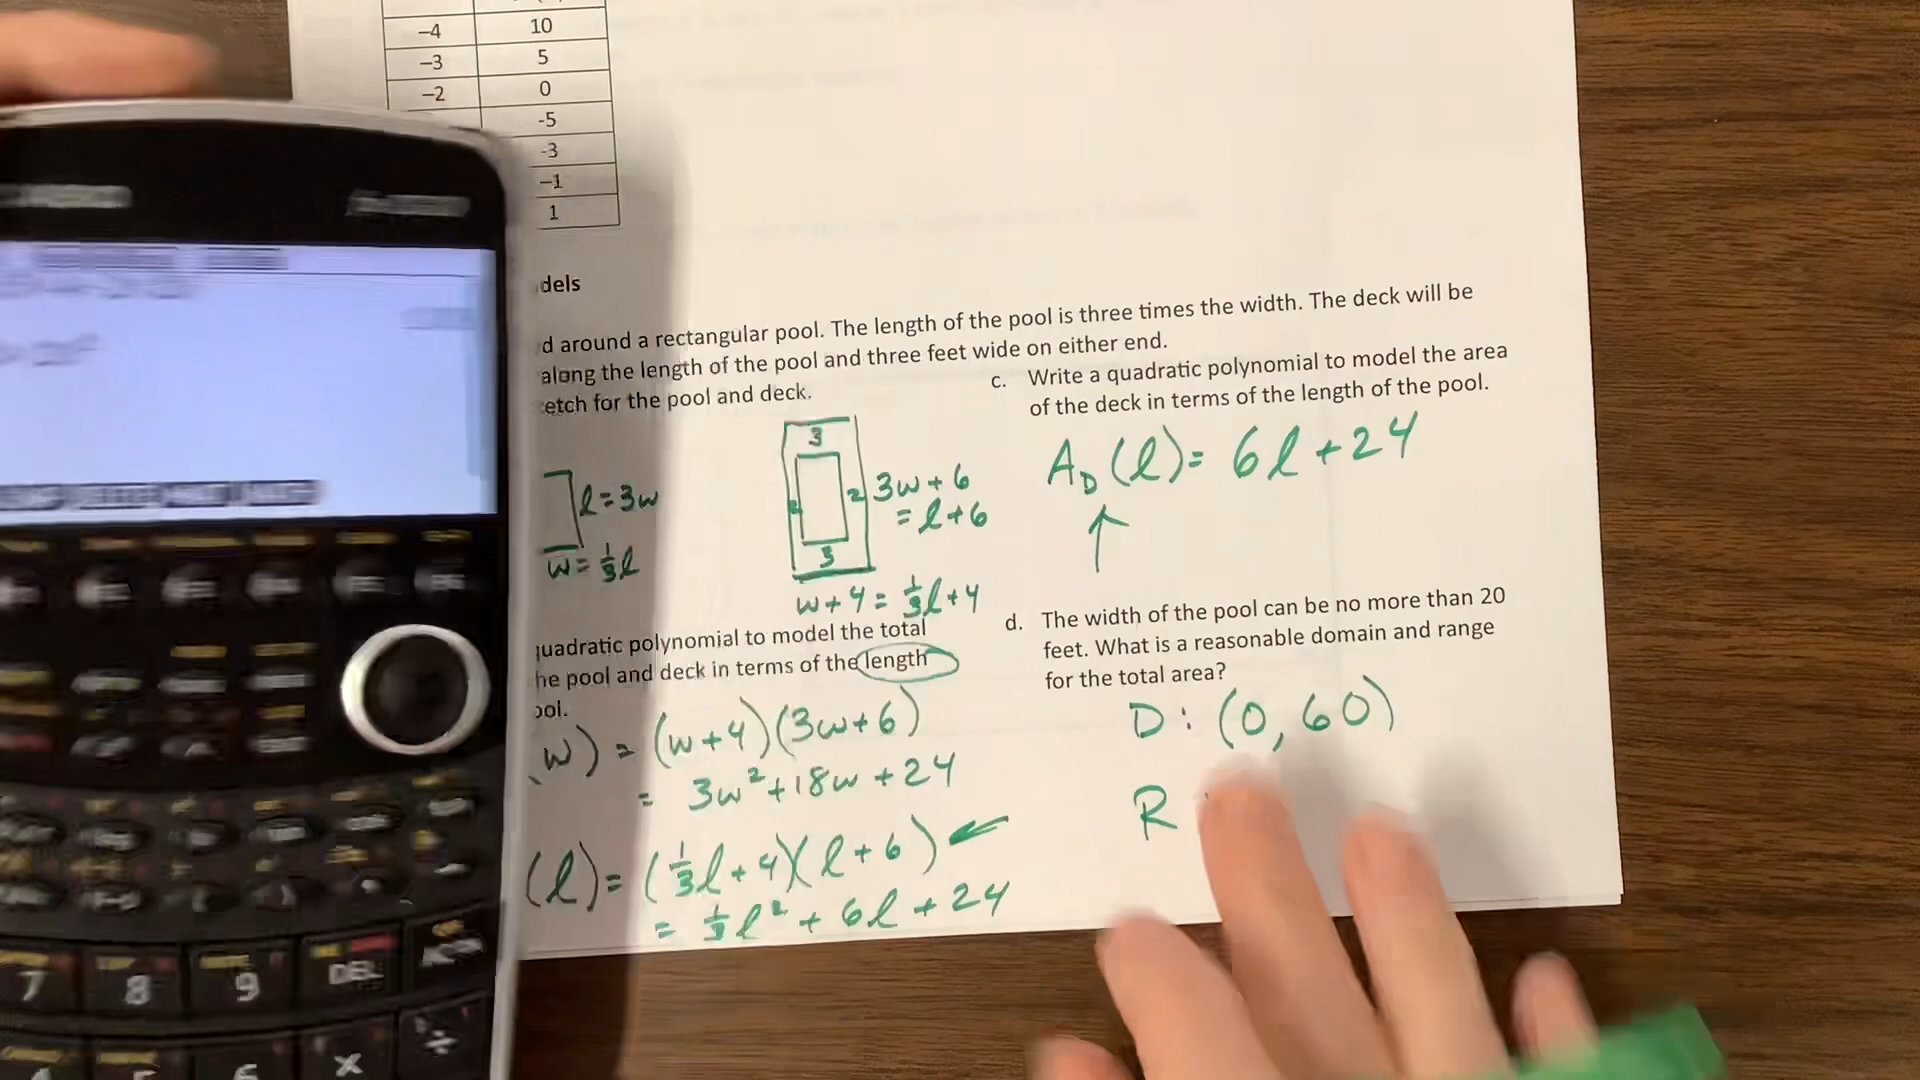 -4 10
-3 5
-2 0
-5
-3
-1
1
dels
d around a rectangular pool. The length of the pool is three times the width. The deck will be
along the length of the pool and three feet wide on either end.
etch for the pool and deck.
3
2
3
l = 3w
w = 1/3 l
3w + 6
= l + 6
w + 4 = 1/3 l + 4
quadratic polynomial to model the total
he pool and deck in terms of the length
ool.
(w) = (w+4)(3w+6)
= 3w² + 18w + 24
(l) = (1/3 l + 4)(l + 6)
= 1/3 l² + 6l + 24
c. Write a quadratic polynomial to model the area
of the deck in terms of the length of the pool.
A_D (l) = 6l + 24
d. The width of the pool can be no more than 20
feet. What is a reasonable domain and range
for the total area?
D : (0, 60)
R
7 8 9 DEL AC/ON
6 × ÷